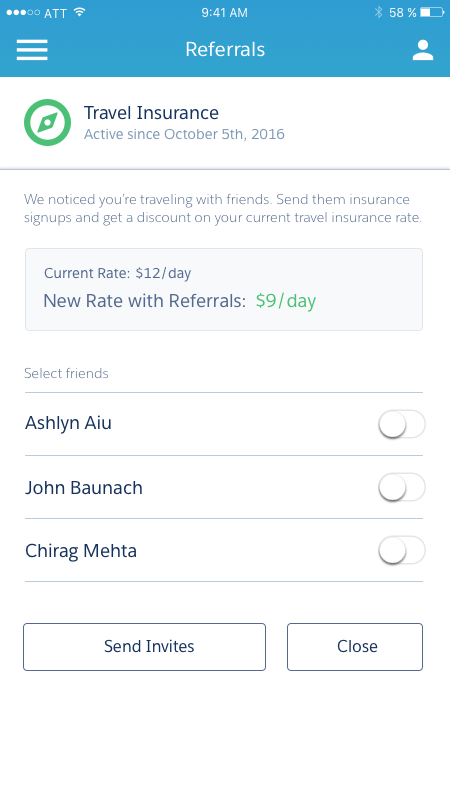 ATT 9:41 AM 58 %
Referrals
Travel Insurance
Active since October 5th, 2016
We noticed you're traveling with friends. Send them insurance
signups and get a discount on your current travel insurance rate.
Current Rate: $12/day
New Rate with Referrals: $9/day
Select friends
Ashlyn Aiu
John Baunach
Chirag Mehta
Send Invites Close